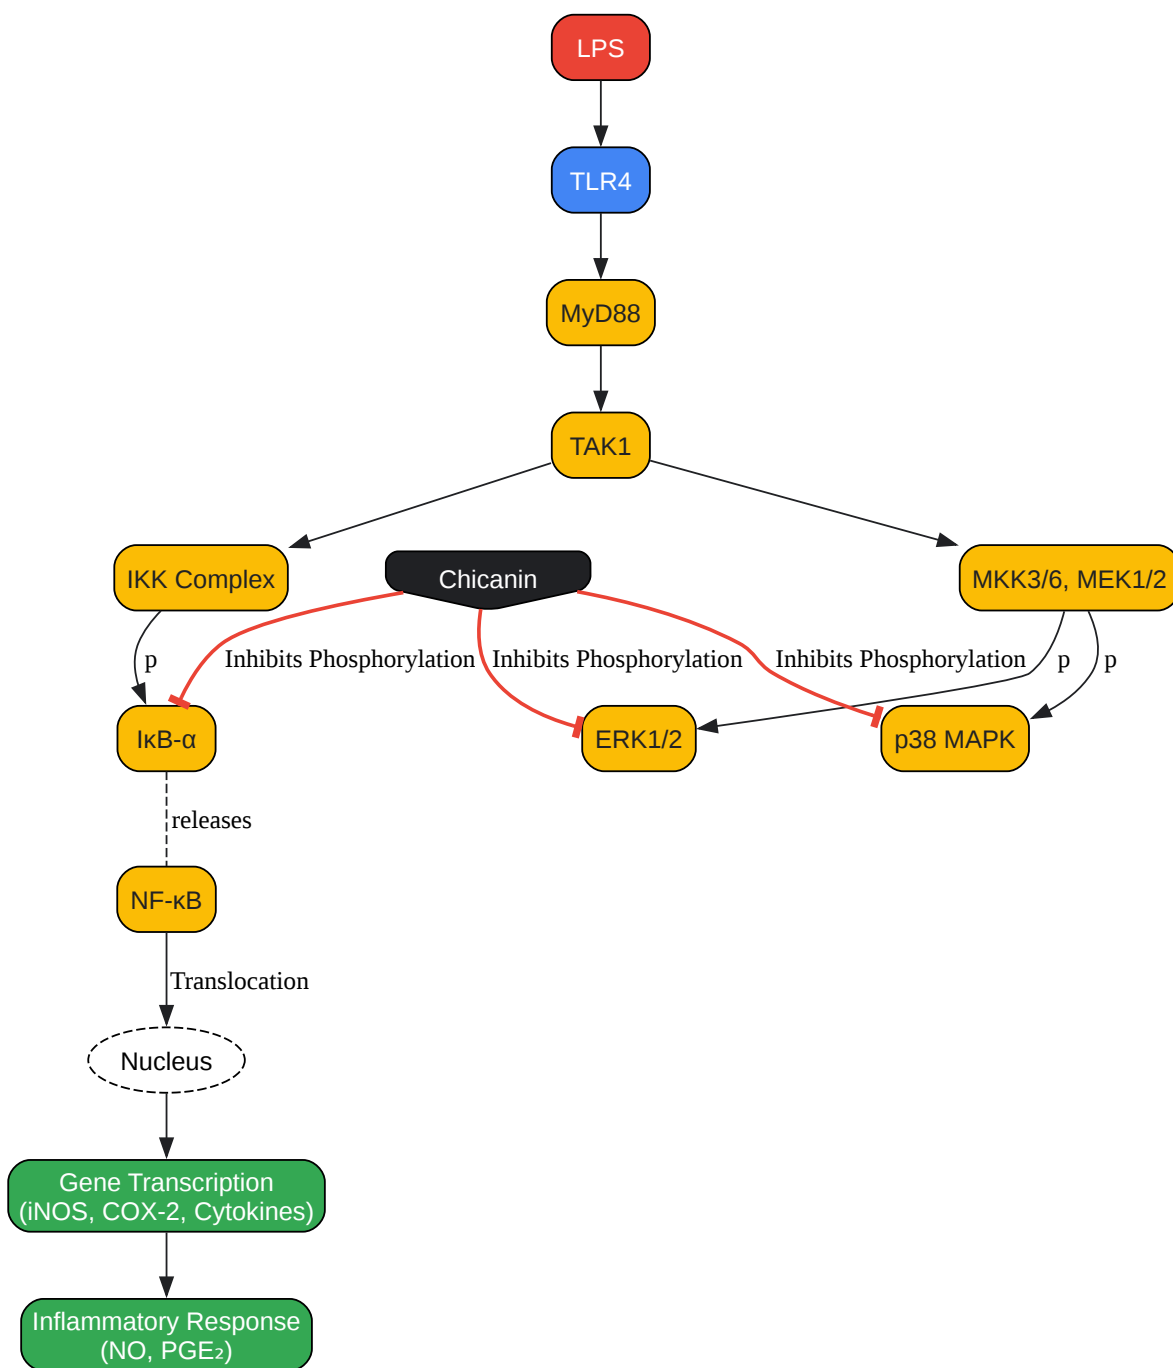 LPS
TLR4
MyD88
TAK1
IKK Complex
Chicanin
MKK3/6, MEK1/2
p
Inhibits Phosphorylation
Inhibits Phosphorylation
Inhibits Phosphorylation
p
p
IκB-α
ERK1/2
p38 MAPK
releases
NF-κB
Translocation
Nucleus
Gene Transcription
(iNOS, COX-2, Cytokines)
Inflammatory Response
(NO, PGE₂)